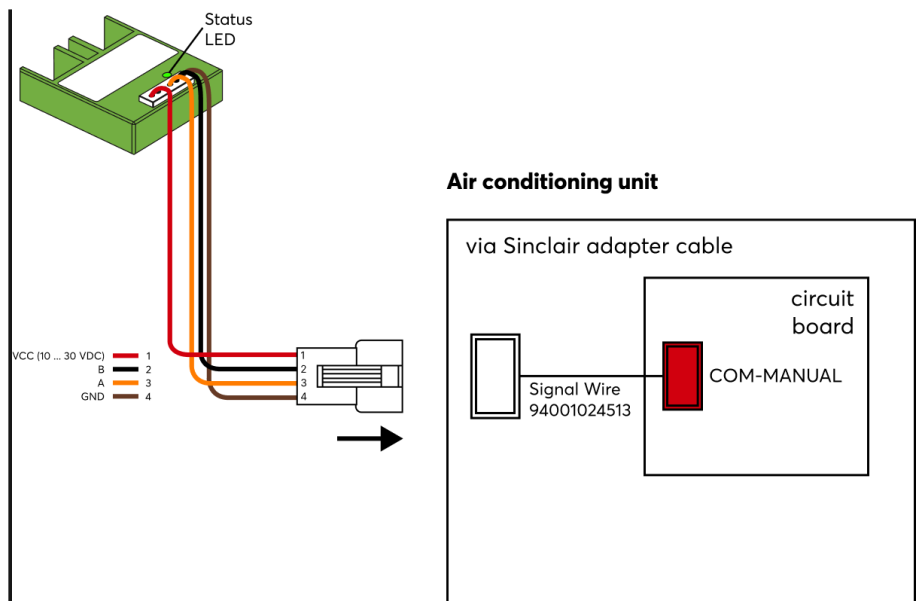 Status
LED
VCC (10 ... 30 VDC) 1
B 2
A 3
GND 4
1
2
3
4
Air conditioning unit
via Sinclair adapter cable
circuit
board
Signal Wire
94001024513
COM-MANUAL